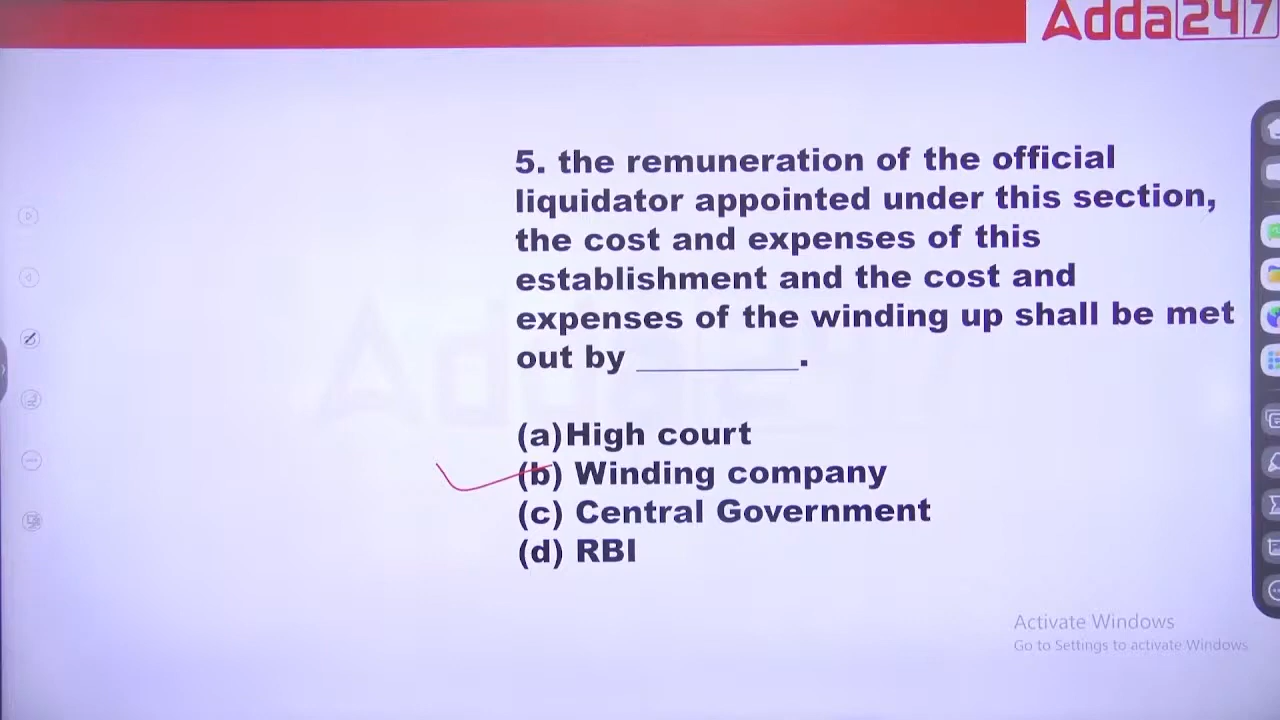 Adda247
5. the remuneration of the official
liquidator appointed under this section,
the cost and expenses of this
establishment and the cost and
expenses of the winding up shall be met
out by __________.
(a)High court
(b) Winding company
(c) Central Government
(d) RBI
Activate Windows
Go to Settings to activate Windows.